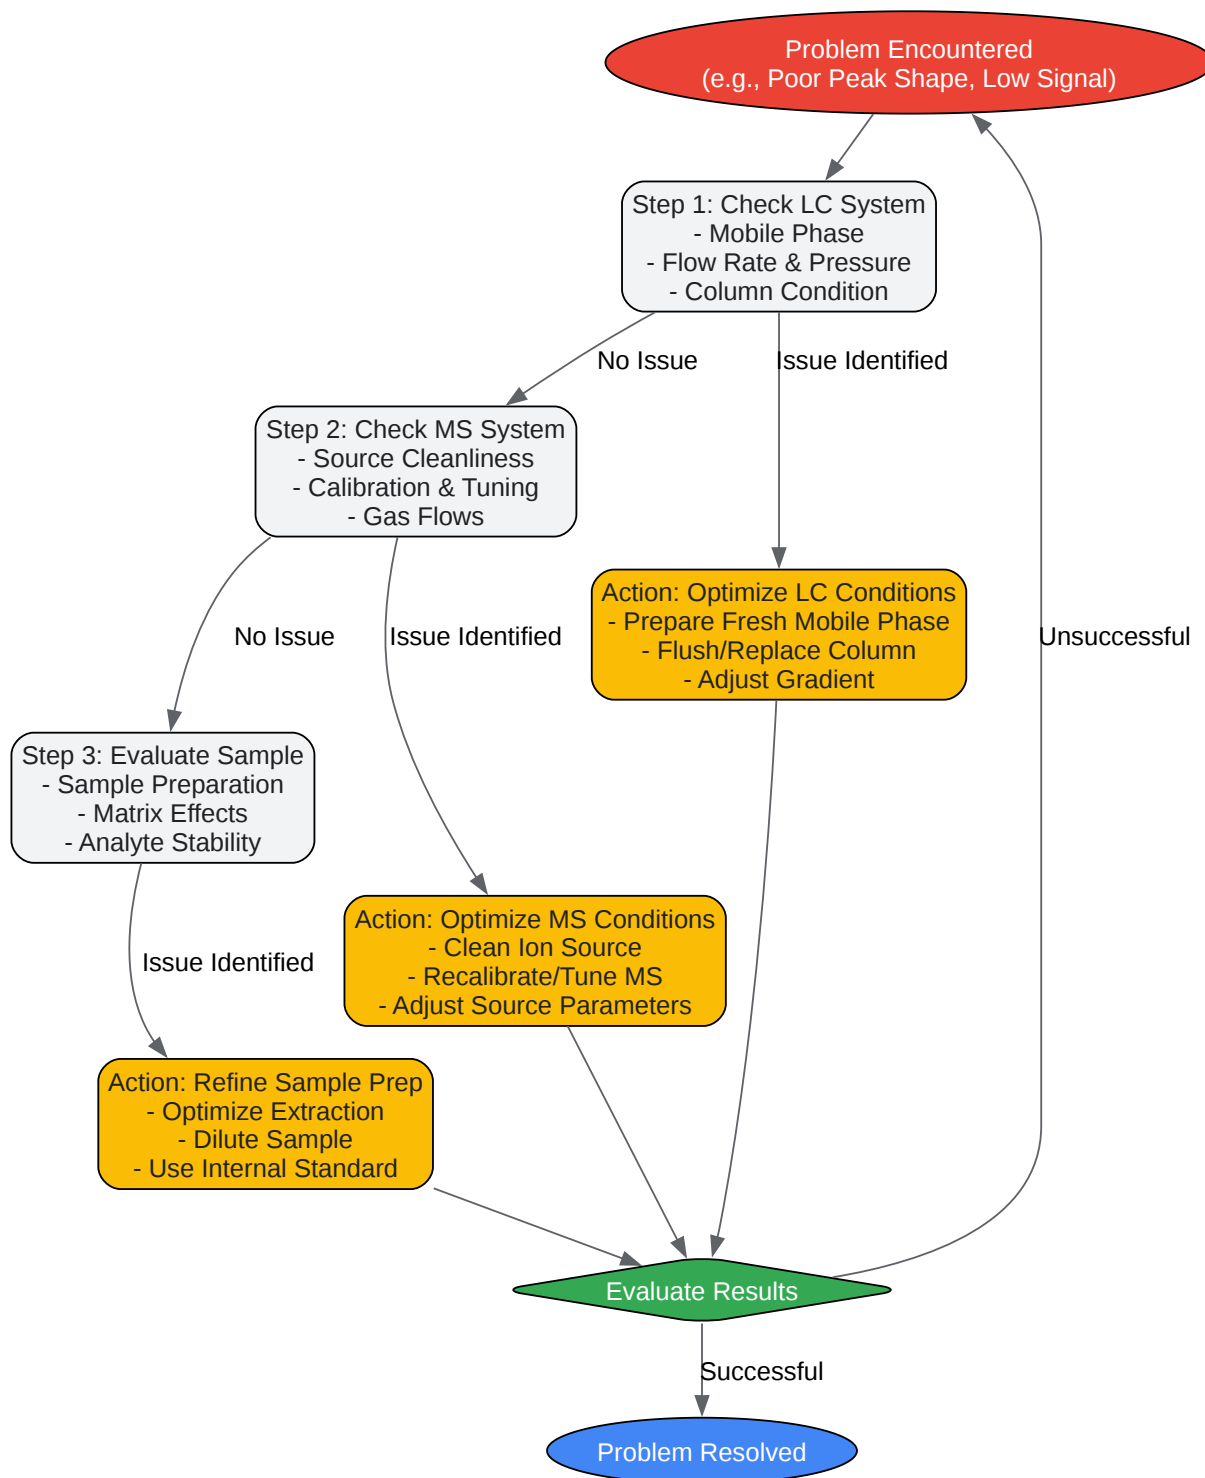 Problem Encountered
(e.g., Poor Peak Shape, Low Signal)
Step 1: Check LC System
- Mobile Phase
- Flow Rate & Pressure
- Column Condition
No Issue
Issue Identified
Step 2: Check MS System
- Source Cleanliness
- Calibration & Tuning
- Gas Flows
Action: Optimize LC Conditions
- Prepare Fresh Mobile Phase
- Flush/Replace Column
- Adjust Gradient
No Issue
Issue Identified
Unsuccessful
Step 3: Evaluate Sample
- Sample Preparation
- Matrix Effects
- Analyte Stability
Action: Optimize MS Conditions
- Clean Ion Source
- Recalibrate/Tune MS
- Adjust Source Parameters
Issue Identified
Action: Refine Sample Prep
- Optimize Extraction
- Dilute Sample
- Use Internal Standard
Evaluate Results
Successful
Problem Resolved